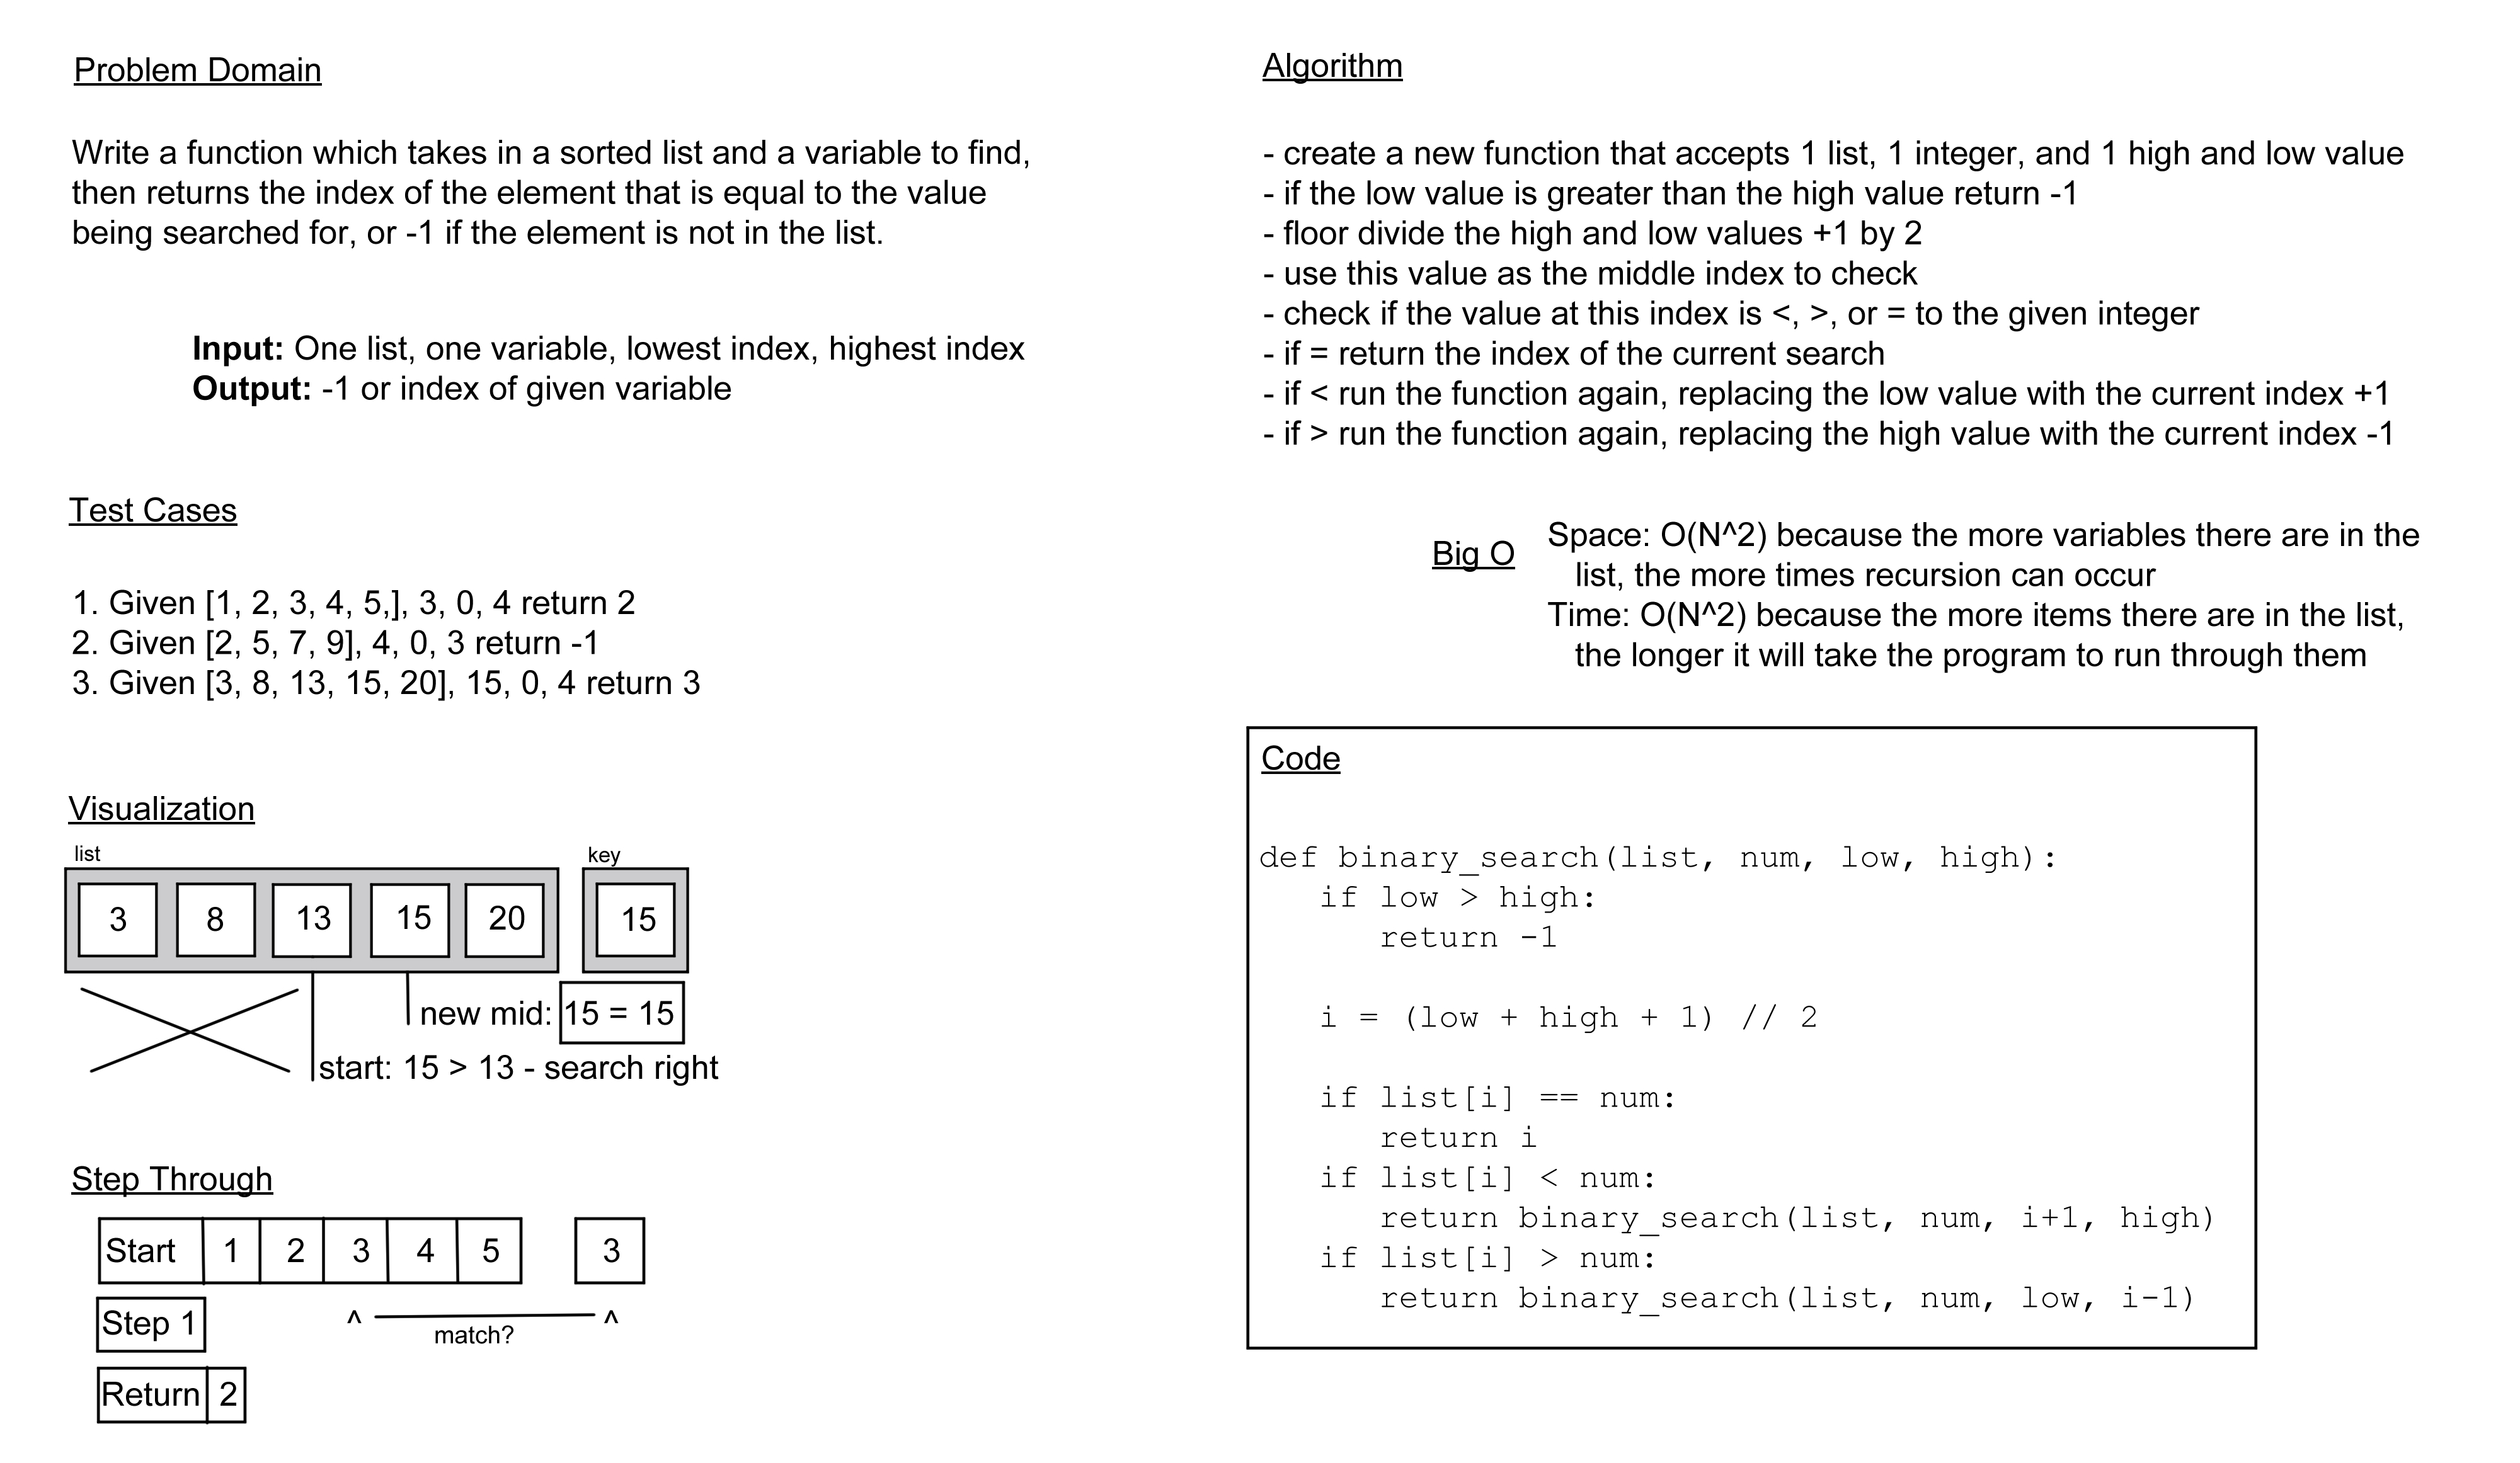 Problem Domain
Write a function which takes in a sorted list and a variable to find,
then returns the index of the element that is equal to the value
being searched for, or -1 if the element is not in the list.
Input: One list, one variable, lowest index, highest index
Output: -1 or index of given variable
Test Cases
1. Given [1, 2, 3, 4, 5,], 3, 0, 4 return 2
2. Given [2, 5, 7, 9], 4, 0, 3 return -1
3. Given [3, 8, 13, 15, 20], 15, 0, 4 return 3
Visualization
list key
3 8 13 15 20 15
new mid: 15 = 15
start: 15 > 13 - search right
Step Through
Start 1 2 3 4 5 3
Step 1 ^ ^
match?
Return 2
Algorithm
- create a new function that accepts 1 list, 1 integer, and 1 high and low value
- if the low value is greater than the high value return -1
- floor divide the high and low values +1 by 2
- use this value as the middle index to check
- check if the value at this index is <, >, or = to the given integer
- if = return the index of the current search
- if < run the function again, replacing the low value with the current index +1
- if > run the function again, replacing the high value with the current index -1
Big O
Space: O(N^2) because the more variables there are in the
list, the more times recursion can occur
Time: O(N^2) because the more items there are in the list,
the longer it will take the program to run through them
Code
def binary_search(list, num, low, high):
if low > high:
return -1
i = (low + high + 1) // 2
if list[i] == num:
return i
if list[i] < num:
return binary_search(list, num, i+1, high)
if list[i] > num:
return binary_search(list, num, low, i-1)